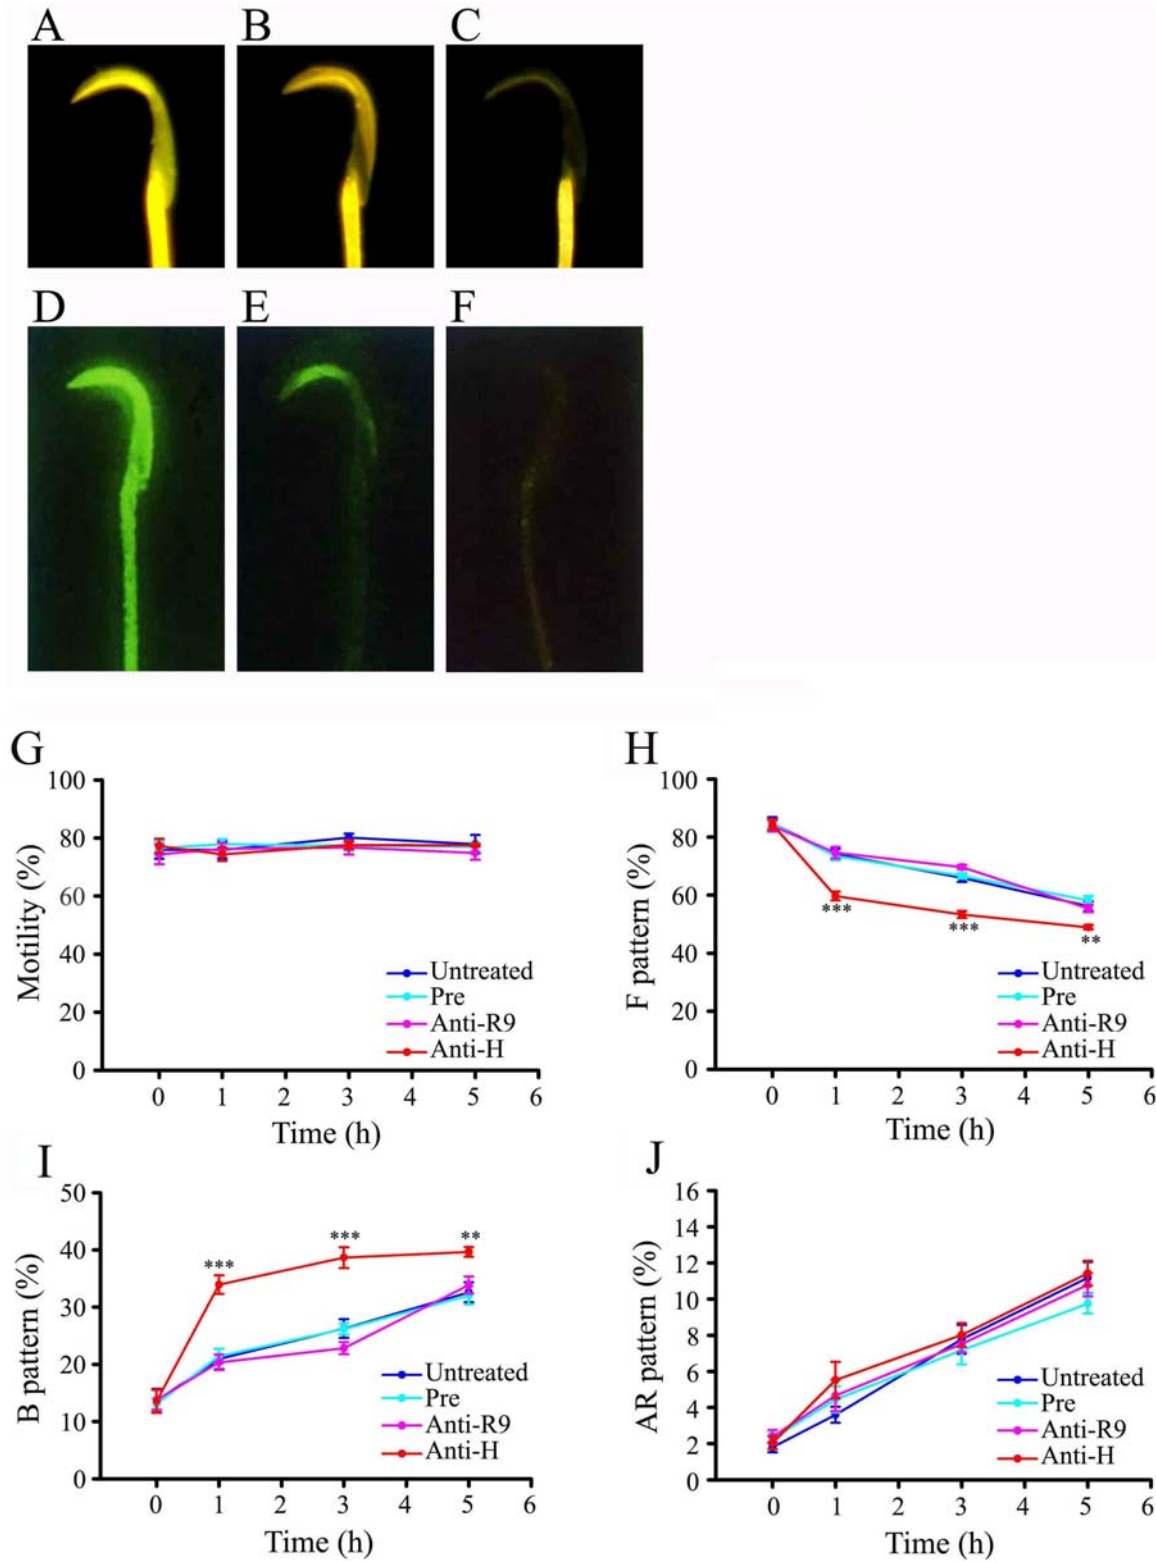 A B C
D E F
G
100
80
60
40
20
0
Motility (%)
Untreated
Pre
Anti-R9
Anti-H
0 1 2 3 4 5 6
Time (h)
H
100
80
60
40
20
0
F pattern (%)
***
***
**
Untreated
Pre
Anti-R9
Anti-H
0 1 2 3 4 5 6
Time (h)
I
50
40
30
20
10
0
B pattern (%)
***
***
**
Untreated
Pre
Anti-R9
Anti-H
0 1 2 3 4 5 6
Time (h)
J
16
14
12
10
8
6
4
2
0
AR pattern (%)
Untreated
Pre
Anti-R9
Anti-H
0 1 2 3 4 5 6
Time (h)